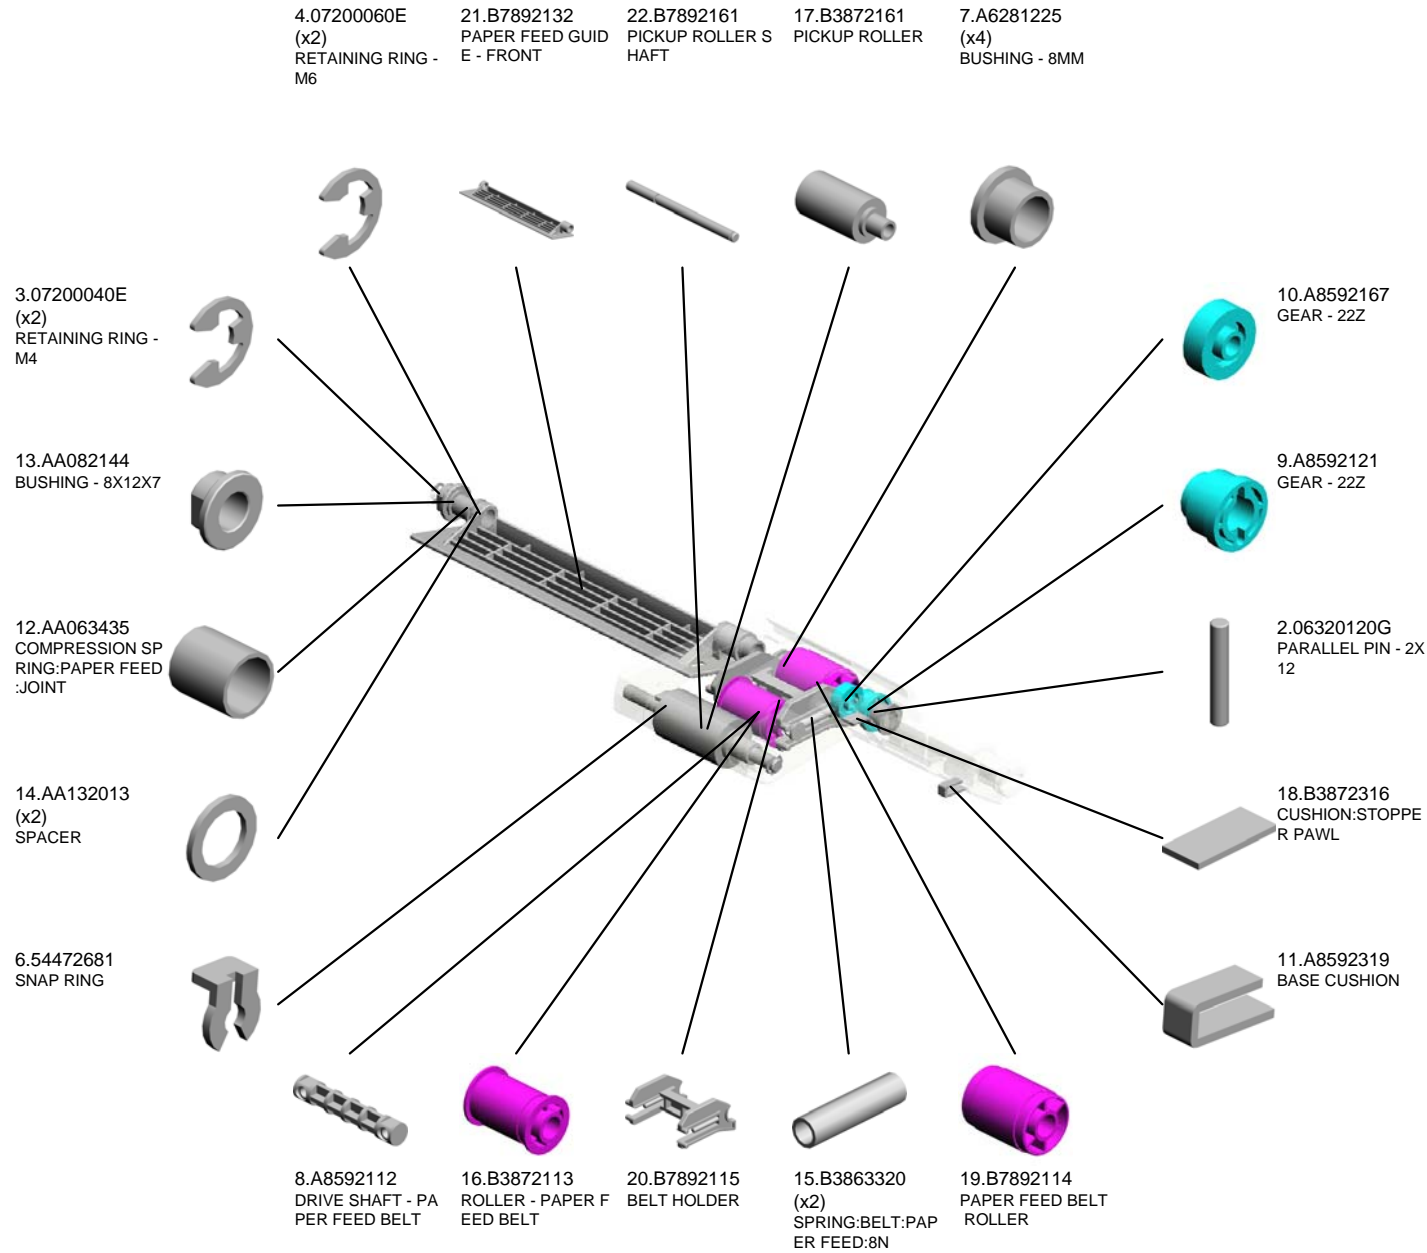 4.07200060E
(x2)
RETAINING RING -
M6
21.B7892132
PAPER FEED GUID
E - FRONT
22.B7892161
PICKUP ROLLER S
HAFT
17.B3872161
PICKUP ROLLER
7.A6281225
(x4)
BUSHING - 8MM
3.07200040E
(x2)
RETAINING RING -
M4
10.A8592167
GEAR - 22Z
13.AA082144
BUSHING - 8X12X7
9.A8592121
GEAR - 22Z
12.AA063435
COMPRESSION SP
RING:PAPER FEED
:JOINT
2.06320120G
PARALLEL PIN - 2X
12
14.AA132013
(x2)
SPACER
18.B3872316
CUSHION:STOPPE
R PAWL
6.54472681
SNAP RING
11.A8592319
BASE CUSHION
8.A8592112
DRIVE SHAFT - PA
PER FEED BELT
16.B3872113
ROLLER - PAPER F
EED BELT
20.B7892115
BELT HOLDER
15.B3863320
(x2)
SPRING:BELT:PAP
ER FEED:8N
19.B7892114
PAPER FEED BELT
ROLLER